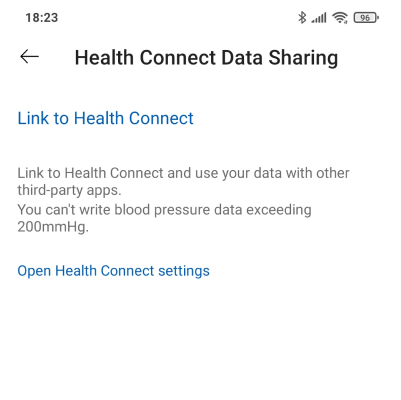 18:23
96
Health Connect Data Sharing
Link to Health Connect
Link to Health Connect and use your data with other
third-party apps.
You can't write blood pressure data exceeding
200mmHg.
Open Health Connect settings